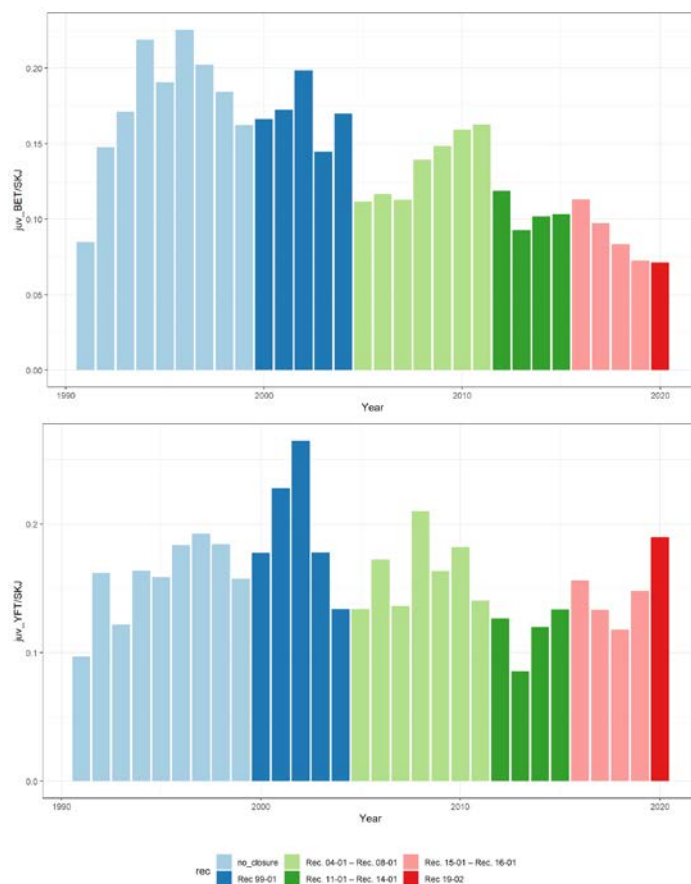 0.20
0.15
juv_BET/SKJ
0.10
0.05
0.00
1990 2000 2010 2020
Year
0.2
juv_YFT/SKJ
0.1
0.0
1990 2000 2010 2020
Year
rec
no_closure Rec. 04-01 – Rec. 08-01 Rec. 15-01 – Rec. 16-01
Rec 99-01 Rec. 11-01 – Rec. 14-01 Rec 19-02